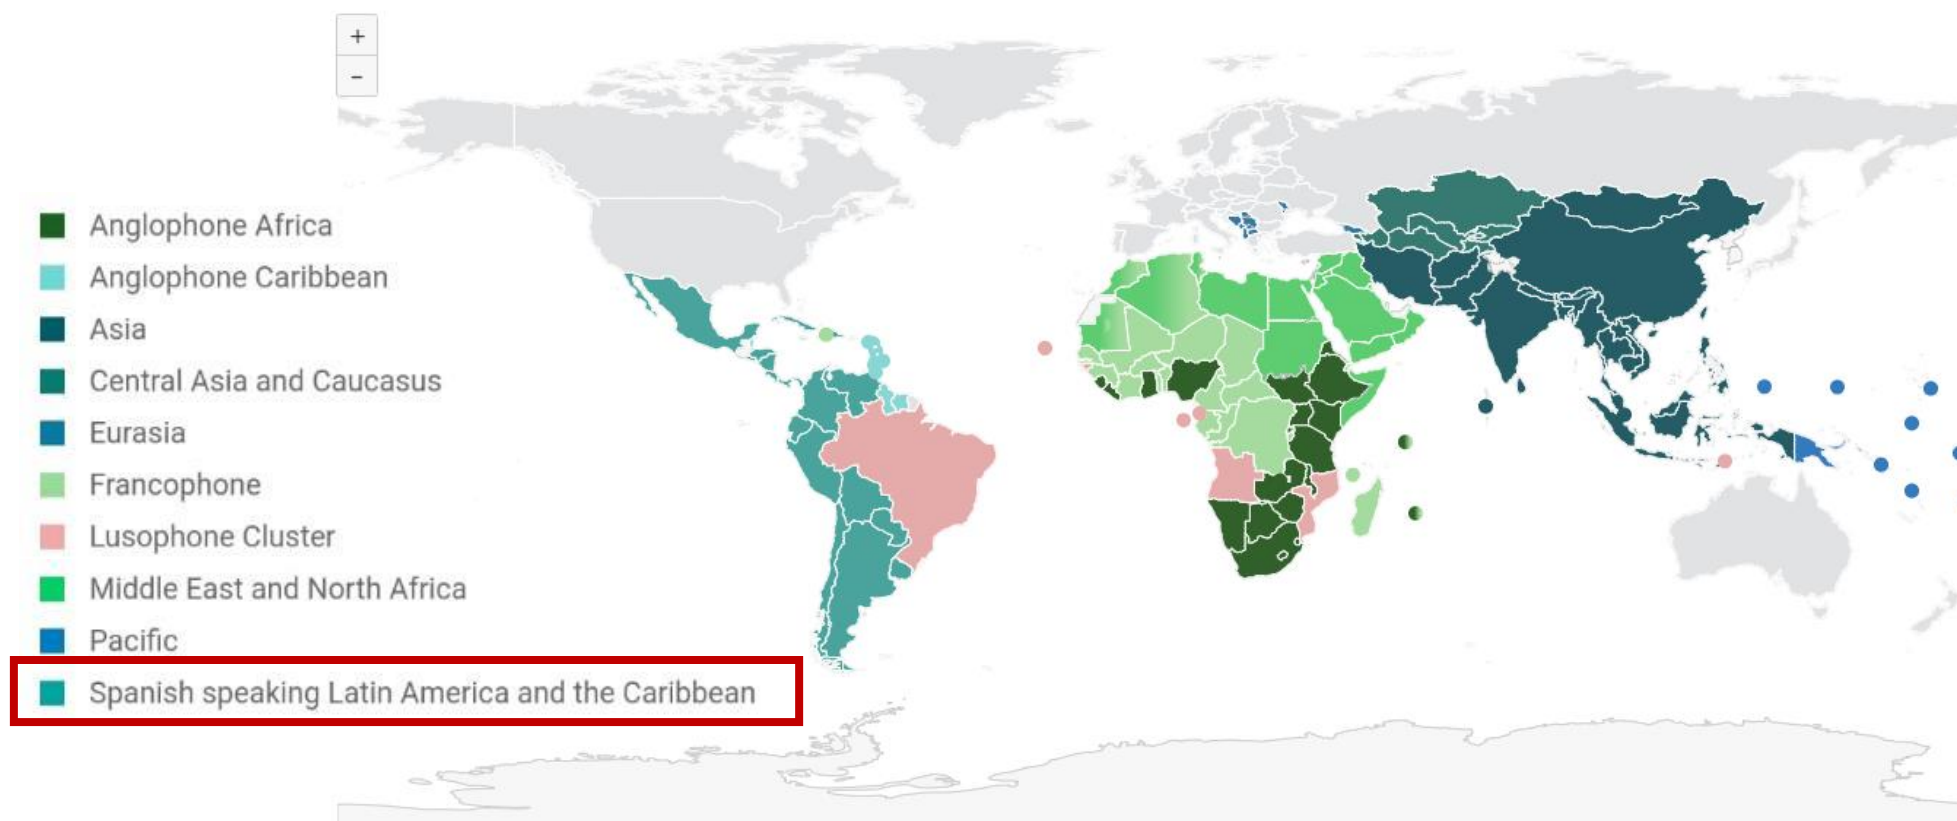 +
−
Anglophone Africa
Anglophone Caribbean
Asia
Central Asia and Caucasus
Eurasia
Francophone
Lusophone Cluster
Middle East and North Africa
Pacific
Spanish speaking Latin America and the Caribbean